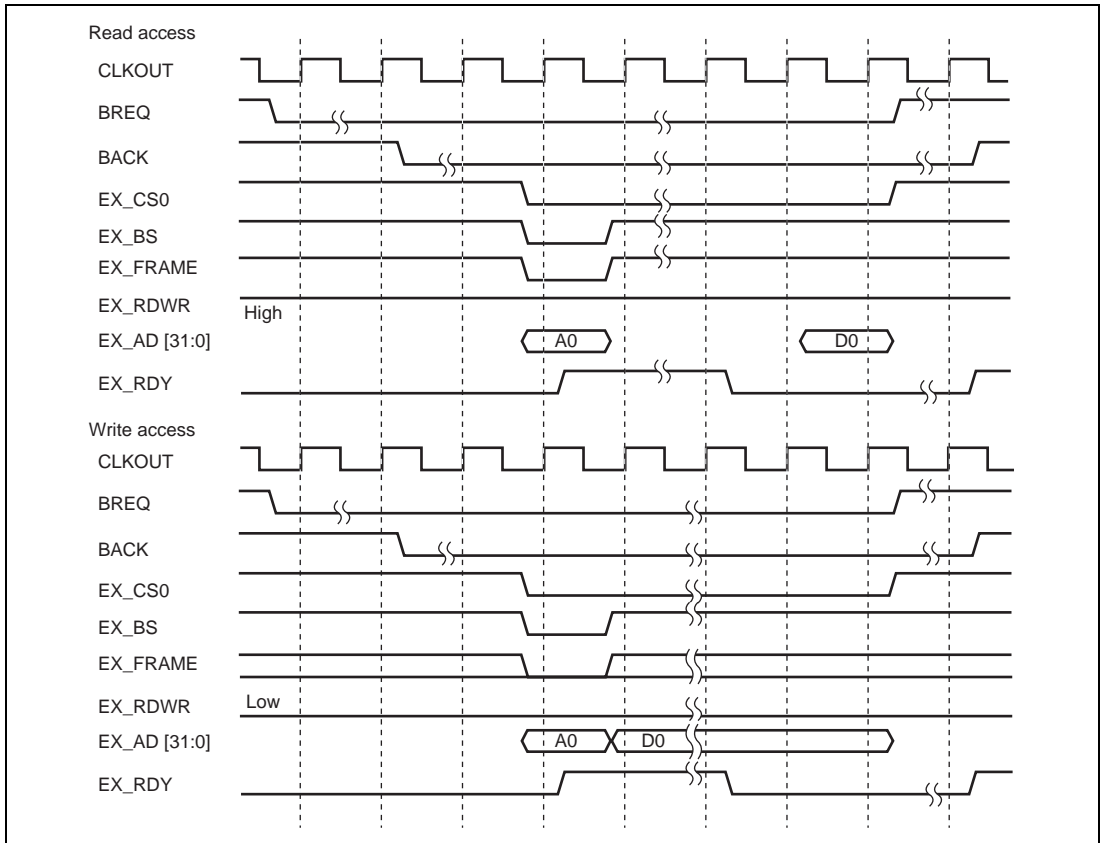 Read access
CLKOUT
BREQ
BACK
EX_CS0
EX_BS
EX_FRAME
EX_RDWR High
EX_AD [31:0] A0 D0
EX_RDY
Write access
CLKOUT
BREQ
BACK
EX_CS0
EX_BS
EX_FRAME
EX_RDWR Low
EX_AD [31:0] A0 D0
EX_RDY